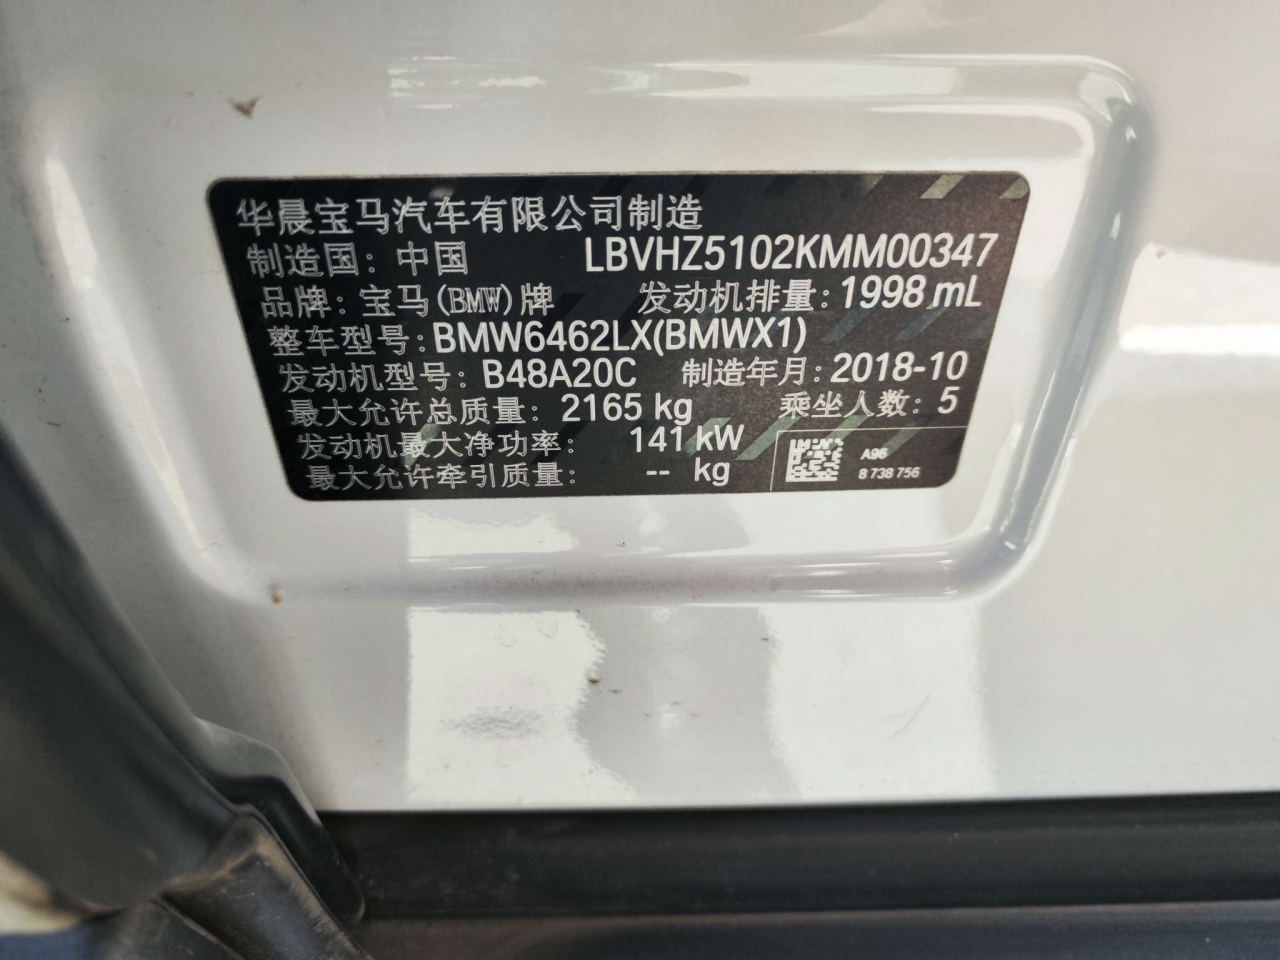 华晨宝马汽车有限公司制造
制造国：中国 LBVHZ5102KMM00347
品牌：宝马(BMW)牌 发动机排量：1998 mL
整车型号：BMW6462LX(BMWX1)
发动机型号：B48A20C 制造年月：2018-10
最大允许总质量：2165 kg 乘坐人数：5
发动机最大净功率： 141 kW
最大允许牵引质量： -- kg
A96
8 738 756